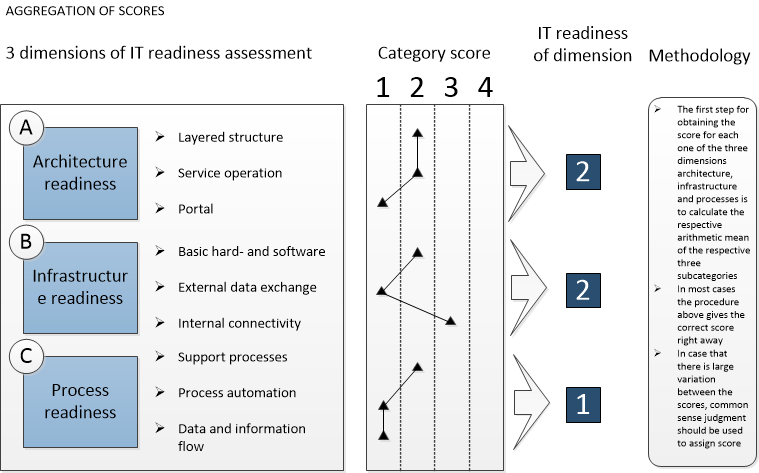 AGGREGATION OF SCORES
3 dimensions of IT readiness assessment
Category score
IT readiness
of dimension
Methodology
1 2 3 4
A
Architecture
readiness
Layered structure
Service operation
Portal
2
B
Infrastructur
e readiness
Basic hard- and software
External data exchange
Internal connectivity
2
C
Process
readiness
Support processes
Process automation
Data and information
flow
1
The first step for
obtaining the
score for each
one of the three
dimensions
architecture,
infrastructure
and processes is
to calculate the
respective
arithmetic mean
of the respective
three
subcategories
In most cases
the procedure
above gives the
correct score
right away
In case that
there is large
variation
between the
scores, common
sense judgment
should be used
to assign score